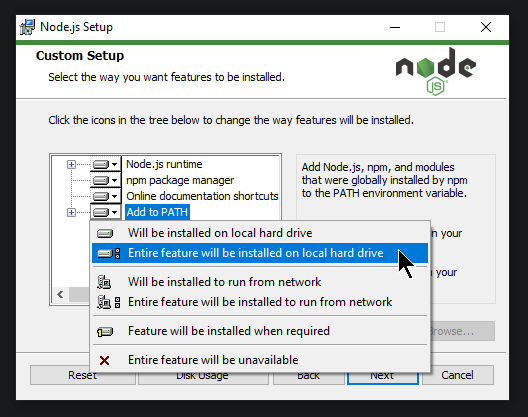 Node.js Setup
Custom Setup
Select the way you want features to be installed.
node
JS
Click the icons in the tree below to change the way features will be installed.
Node.js runtime
npm package manager
Online documentation shortcuts
Add to PATH
Add Node.js, npm, and modules
that were globally installed by npm
to the PATH environment variable.
on your
your
Will be installed on local hard drive
Entire feature will be installed on local hard drive
Will be installed to run from network
Entire feature will be installed to run from network
Feature will be installed when required
Entire feature will be unavailable
Browse...
Reset
Disk Usage
Back
Next
Cancel